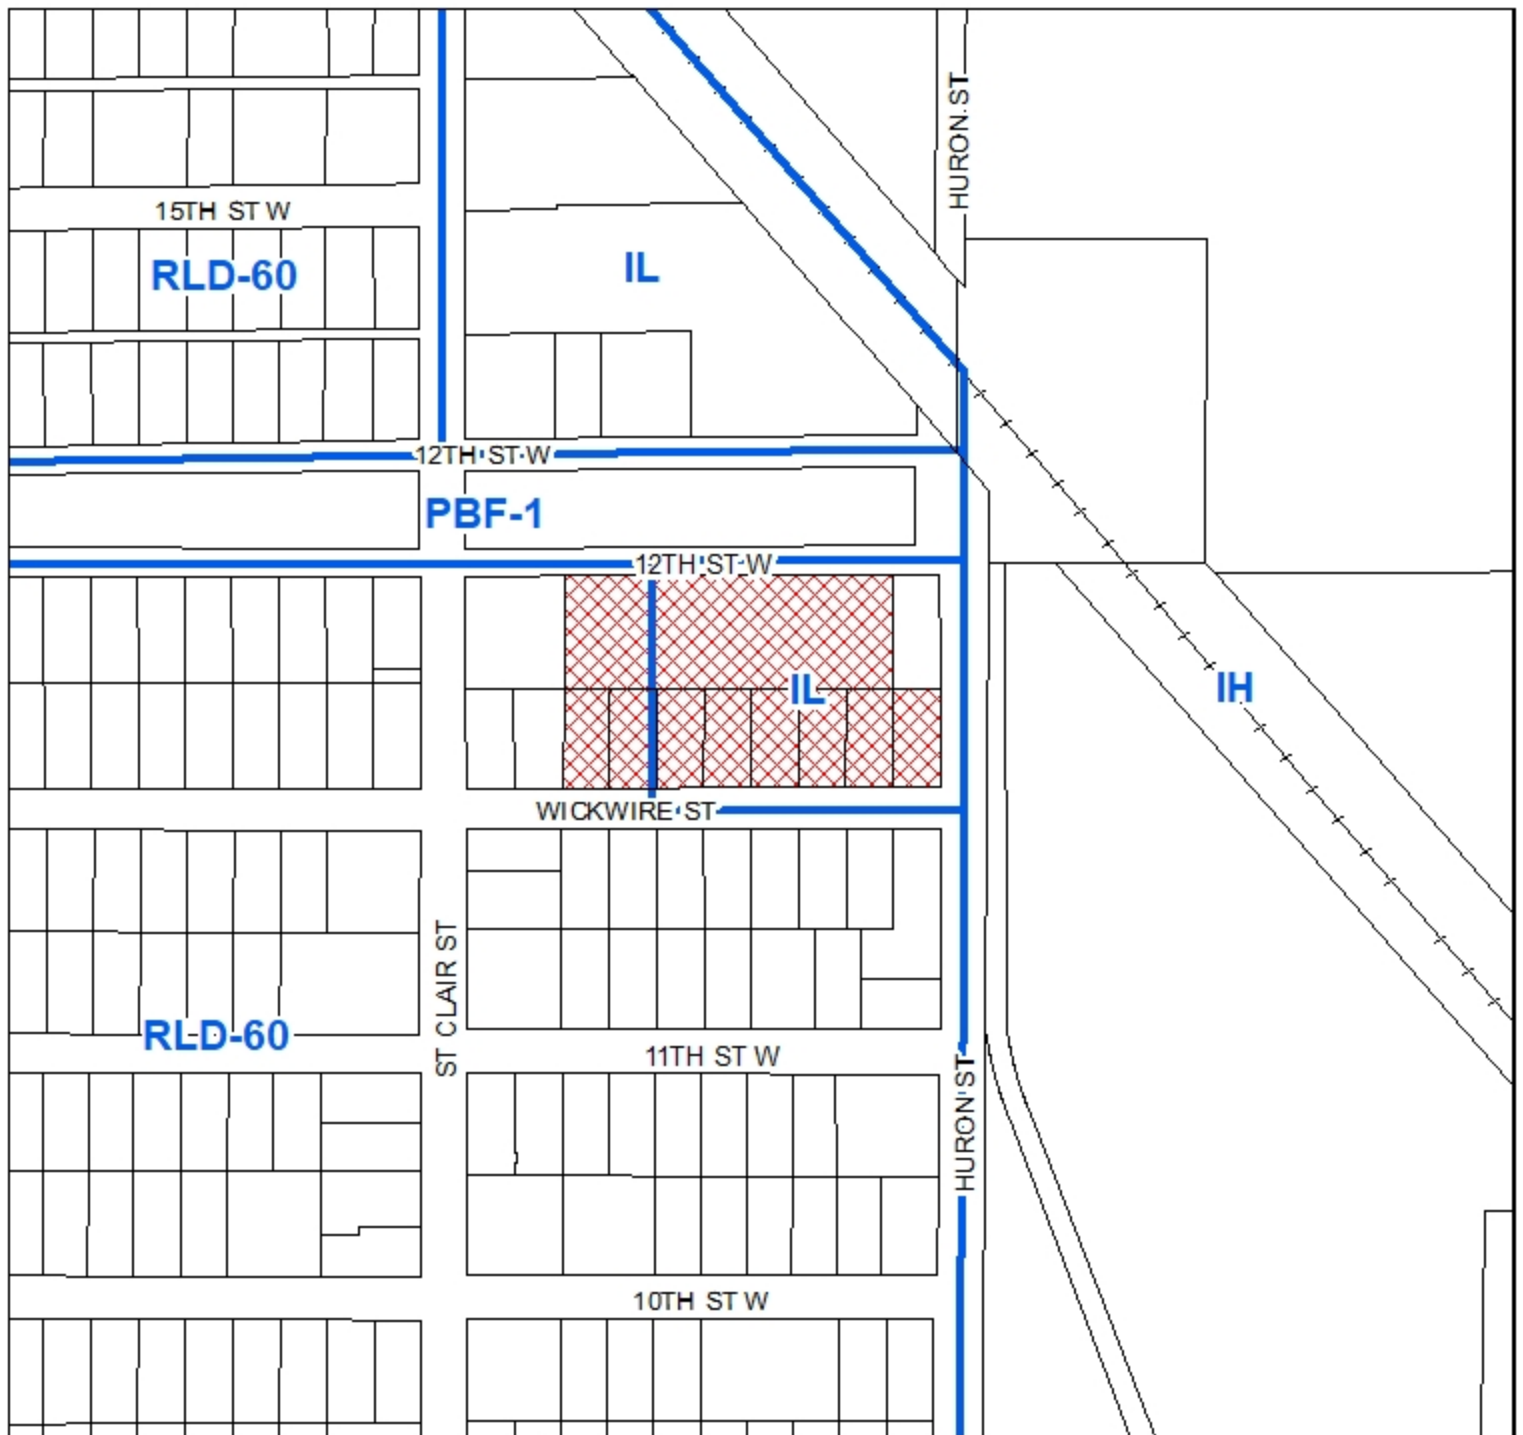 HURON ST
15TH ST W
RLD-60
IL
12TH ST W
PBF-1
12TH ST W
IL
IH
WICKWIRE ST
ST CLAIR ST
RLD-60
11TH ST W
HURON ST
10TH ST W